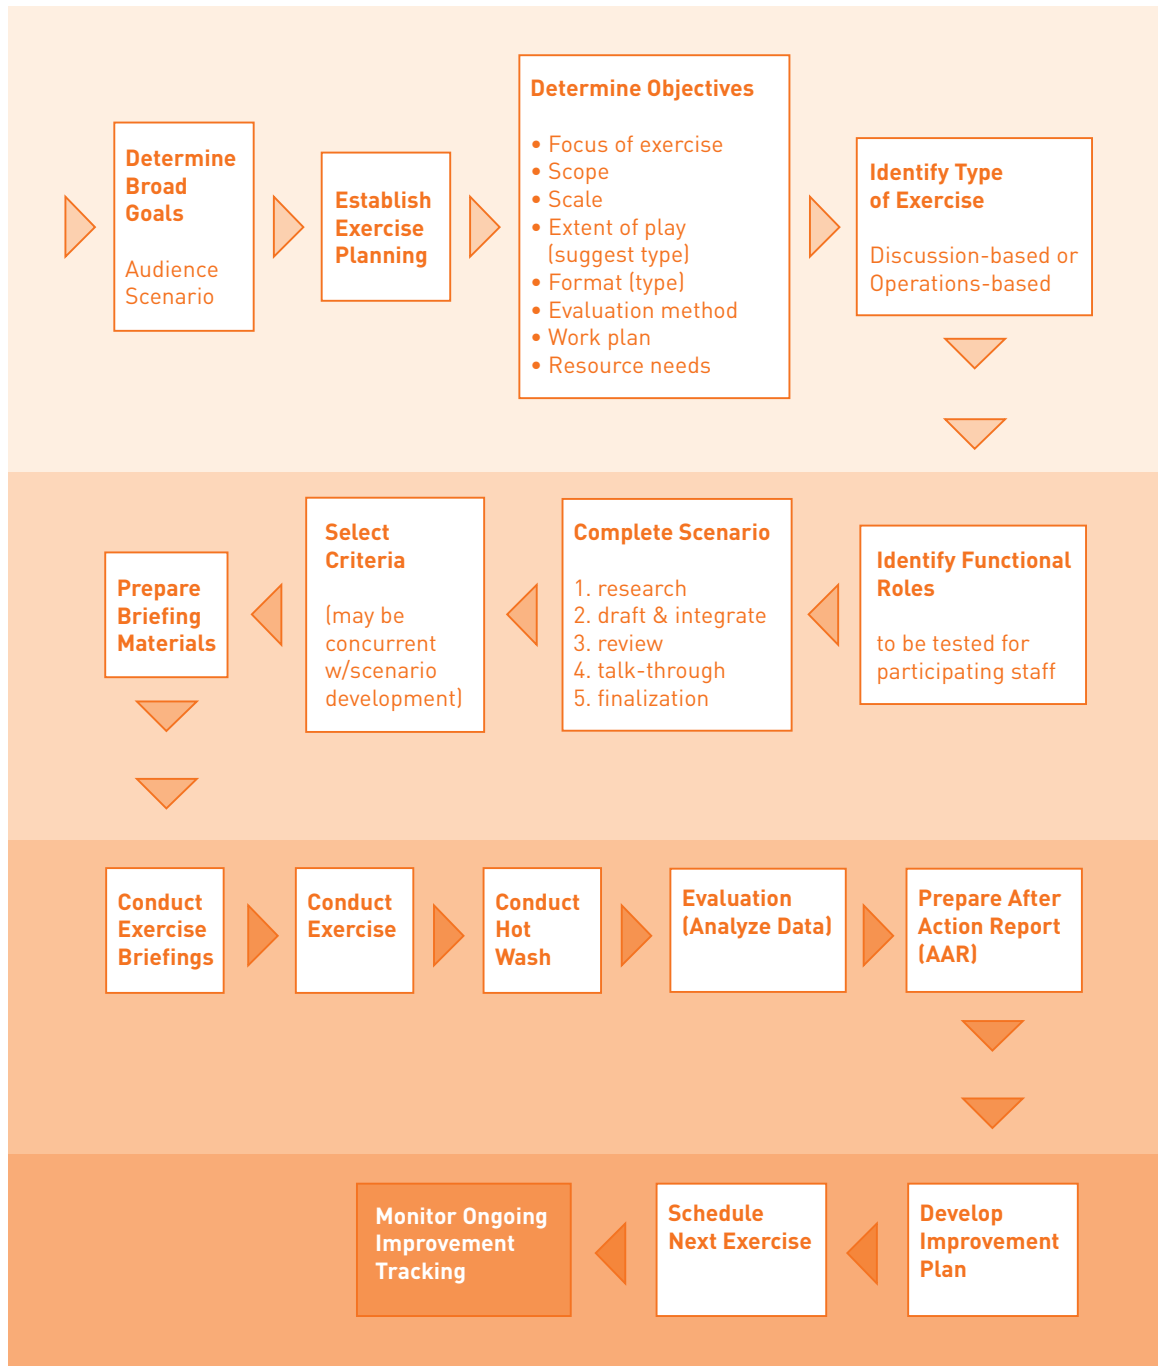 Determine
Broad
Goals
Audience
Scenario
Establish
Exercise
Planning
Determine Objectives
• Focus of exercise
• Scope
• Scale
• Extent of play
(suggest type)
• Format (type)
• Evaluation method
• Work plan
• Resource needs
Identify Type
of Exercise
Discussion-based or
Operations-based
Identify Functional
Roles
to be tested for
participating staff
Complete Scenario
1. research
2. draft & integrate
3. review
4. talk-through
5. finalization
Select
Criteria
(may be
concurrent
w/scenario
development)
Prepare
Briefing
Materials
Conduct
Exercise
Briefings
Conduct
Exercise
Conduct
Hot
Wash
Evaluation
(Analyze Data)
Prepare After
Action Report
(AAR)
Develop
Improvement
Plan
Schedule
Next Exercise
Monitor Ongoing
Improvement
Tracking